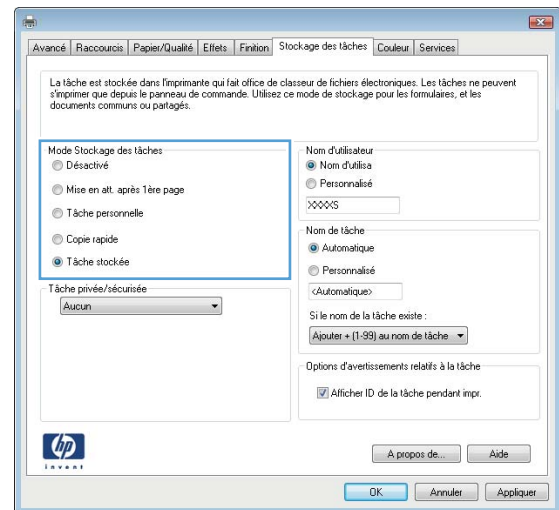 Avancé Raccourcis Papier/Qualité Effets Finition Stockage des tâches Couleur Services
La tâche est stockée dans l'imprimante qui fait office de classeur de fichiers électroniques. Les tâches ne peuvent
s'imprimer que depuis le panneau de commande. Utilisez ce mode de stockage pour les formulaires, et les
documents communs ou partagés.
Mode Stockage des tâches
Désactivé
Mise en att. après 1ère page
Tâche personnelle
Copie rapide
Tâche stockée
Tâche privée/sécurisée
Aucun
Nom d'utilisateur
Nom d'utilisa
Personnalisé
XXXXS
Nom de tâche
Automatique
Personnalisé
<Automatique>
Si le nom de la tâche existe :
Ajouter + (1-99) au nom de tâche
Options d'avertissements relatifs à la tâche
Afficher ID de la tâche pendant impr.
hp
invent
A propos de... Aide
OK Annuler Appliquer